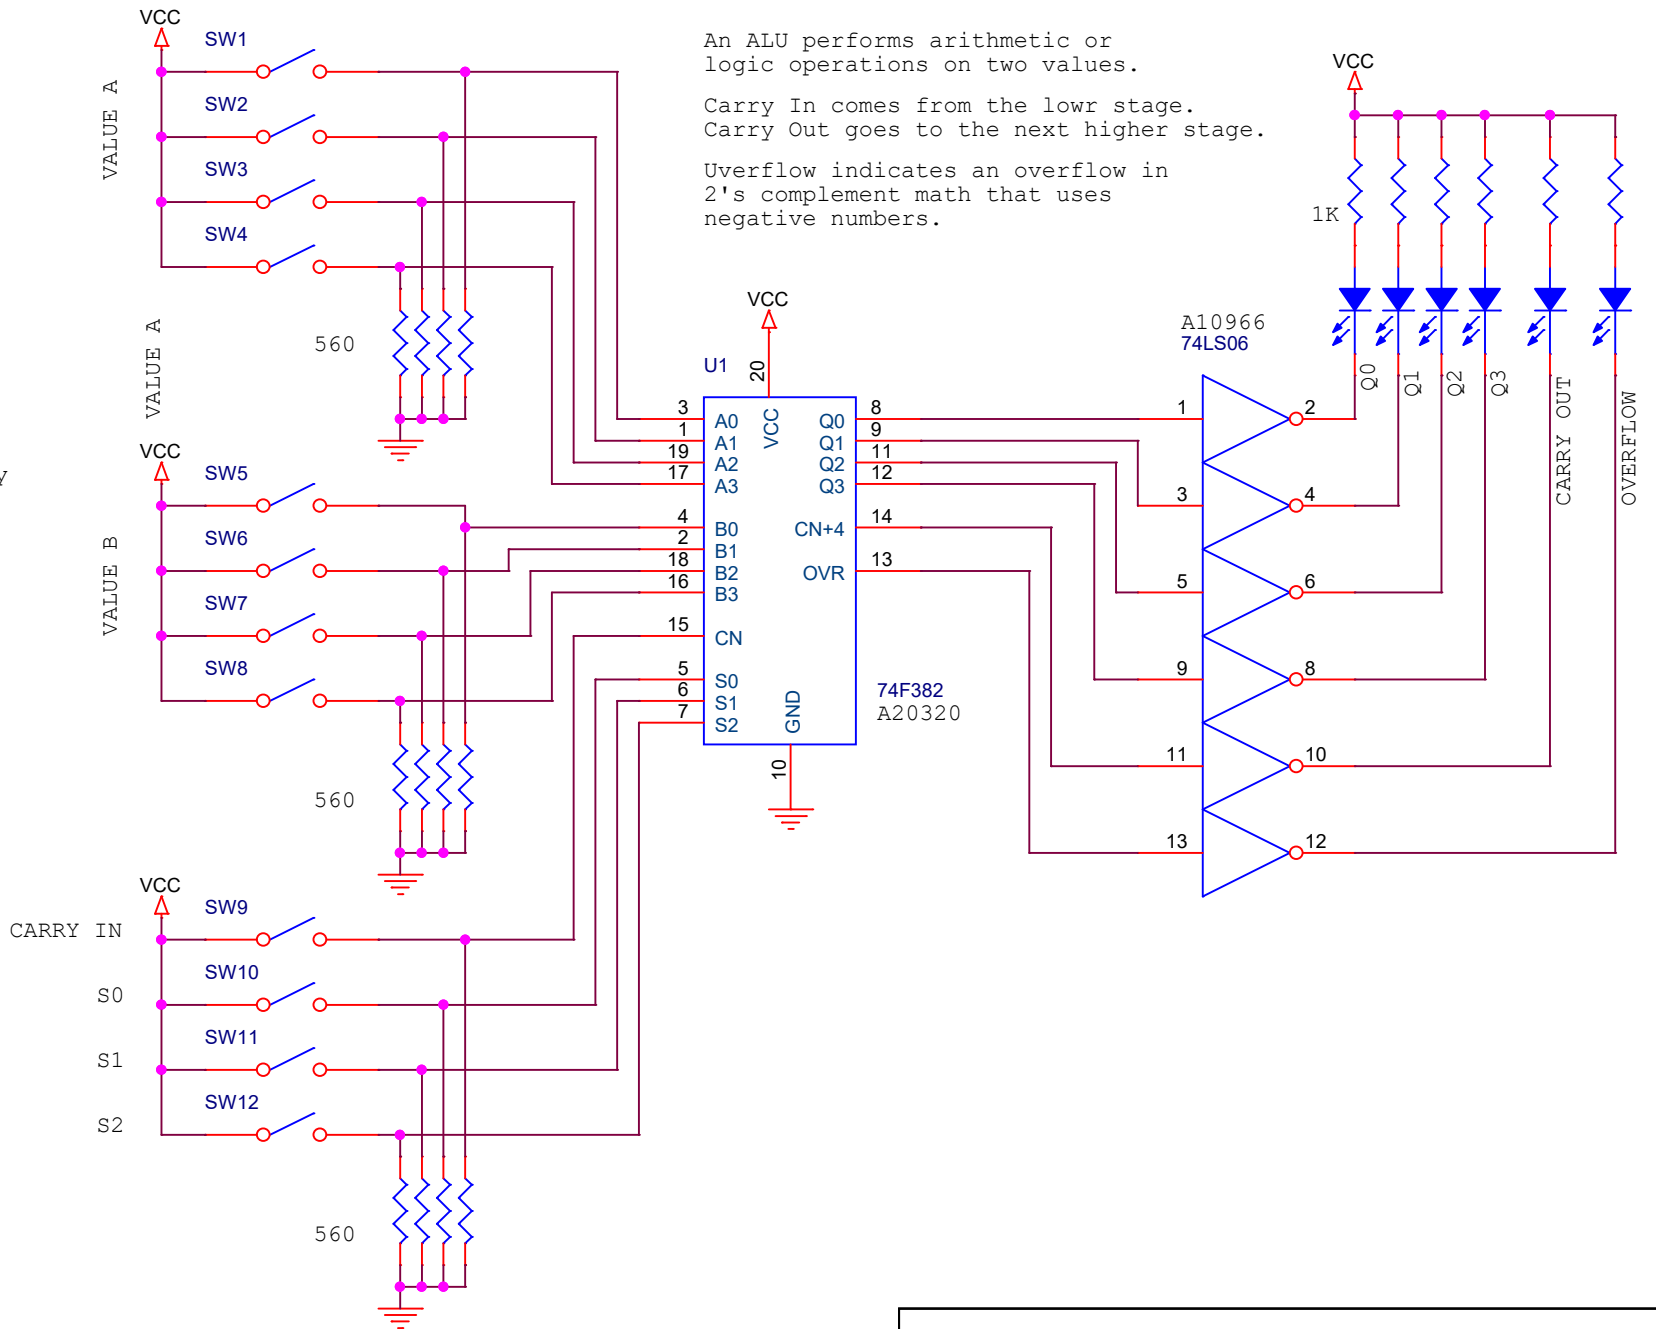 An ALU performs arithmetic or
logic operations on two values.
Carry In comes from the lowr stage.
Carry Out goes to the next higher stage.
Uverflow indicates an overflow in
2's complement math that uses
negative numbers.
VCC
SW1
SW2
SW3
SW4
VALUE A
560
VALUE A
VCC
SW5
SW6
SW7
SW8
VALUE B
560
Y
VCC
SW9
CARRY IN
SW10
S0
SW11
S1
SW12
S2
560
VCC
20
U1
VCC
3 A0
1 A1
19 A2
17 A3
4 B0
2 B1
18 B2
16 B3
15 CN
5 S0
6 S1
7 S2
GND
10
Q0 8
Q1 9
Q2 11
Q3 12
CN+4 14
OVR 13
74F382
A20320
A10966
74LS06
1 2
3 4
5 6
9 8
11 10
13 12
VCC
1K
Q0
Q1
Q2
Q3
CARRY OUT
OVERFLOW